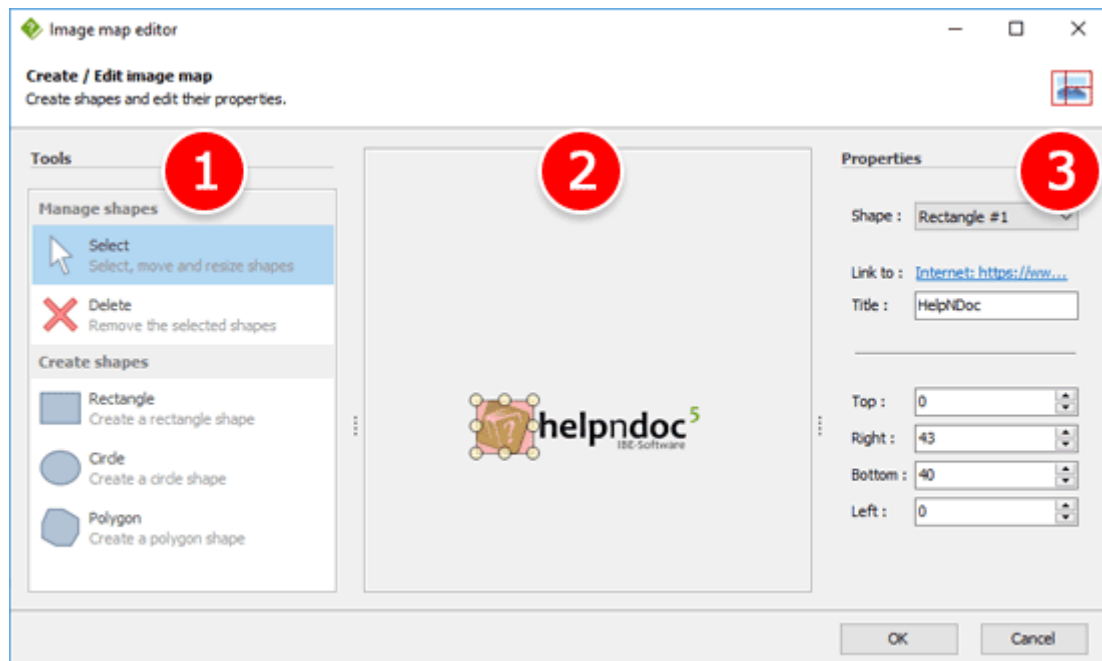 Image map editor
Create / Edit image map
Create shapes and edit their properties.
Tools
1
Manage shapes
Select
Select, move and resize shapes
Delete
Remove the selected shapes
Create shapes
Rectangle
Create a rectangle shape
Circle
Create a circle shape
Polygon
Create a polygon shape
2
?
helpndoc5
IBE-Software
Properties
3
Shape : Rectangle #1
Link to : Internet: https://ww...
Title : HelpNDoc
Top : 0
Right : 43
Bottom : 40
Left : 0
OK Cancel